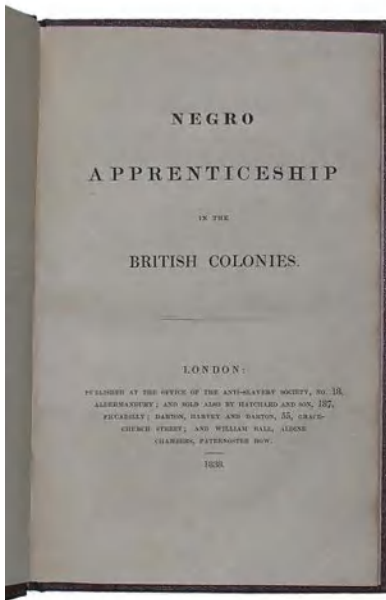 NEGRO
APPRENTICESHIP
IN THE
BRITISH COLONIES.
LONDON:
PUBLISHED AT THE OFFICE OF THE ANTI-SLAVERY SOCIETY, NO. 18,
ALDERMANBURY; AND SOLD ALSO BY HATCHARD AND SON, 187,
PICCADILLY; DARTON, HARVEY AND DARTON, 55, GRACE-
CHURCH STREET; AND WILLIAM BALL, ALDINE
CHAMBERS, PATERNOSTER ROW.
1838.